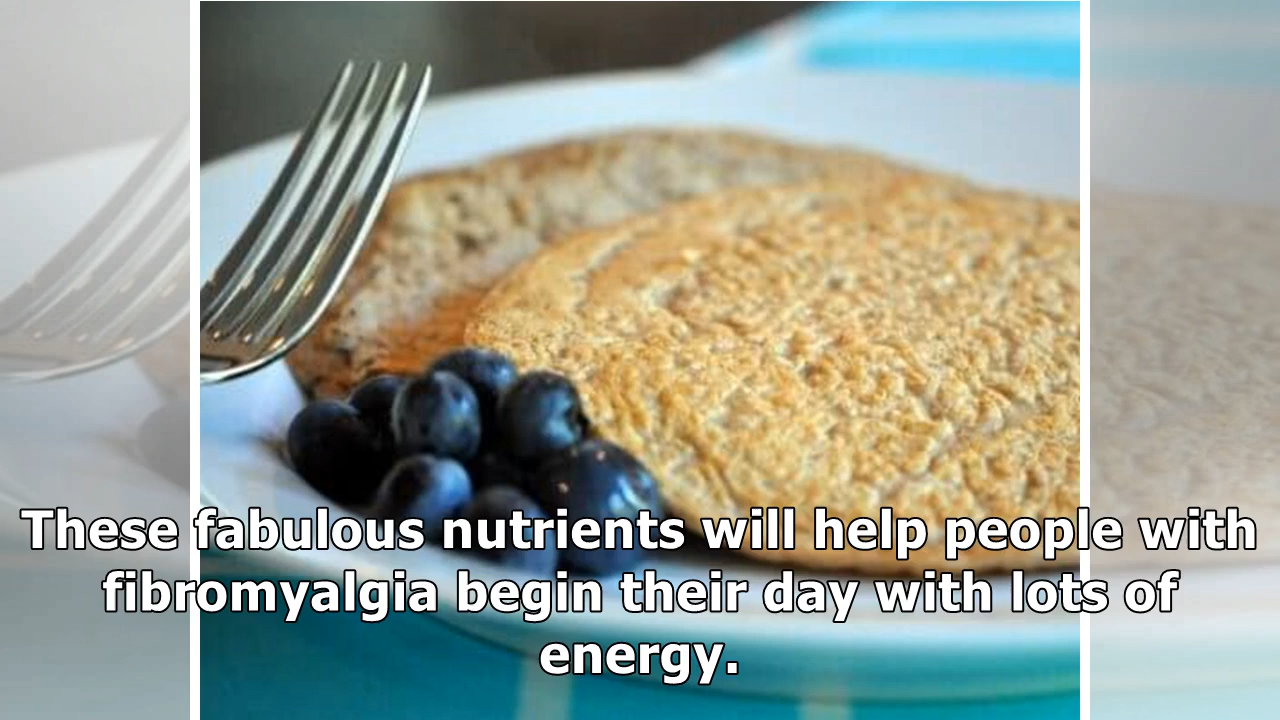 These fabulous nutrients will help people with
fibromyalgia begin their day with lots of
energy.